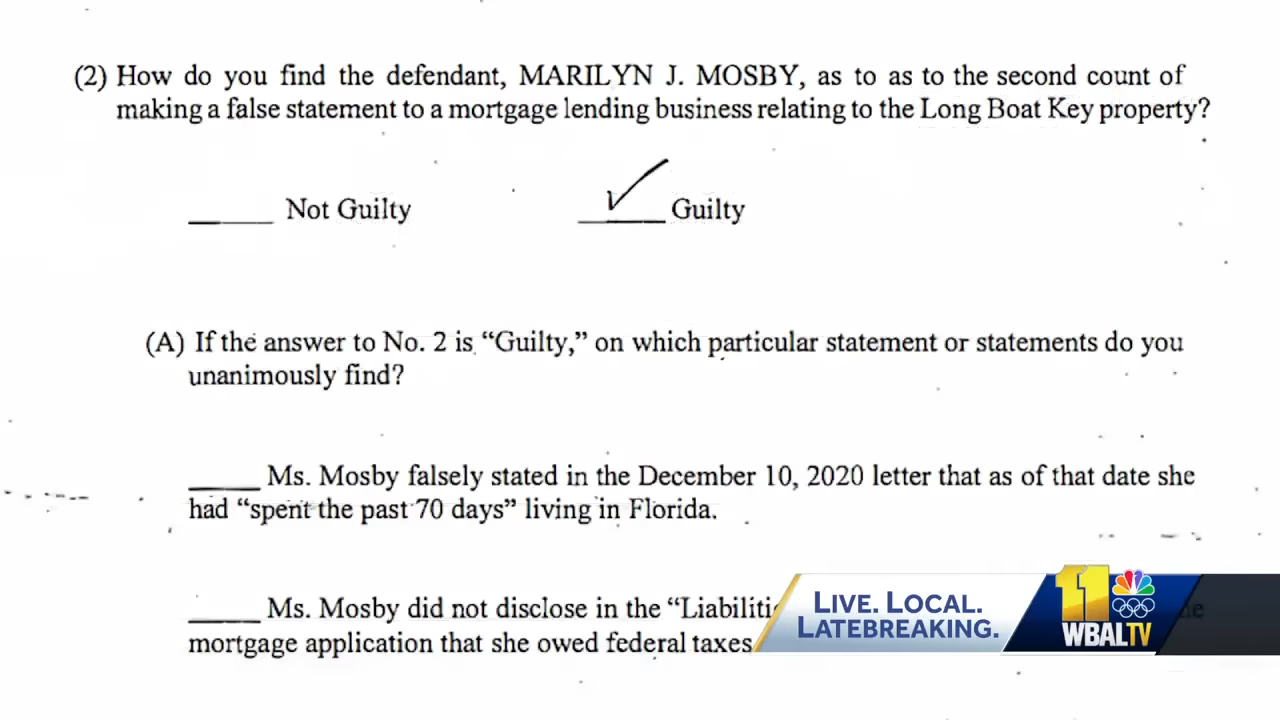 (2) How do you find the defendant, MARILYN J. MOSBY, as to as to the second count of
making a false statement to a mortgage lending business relating to the Long Boat Key property?
Not Guilty
Guilty
(A) If the answer to No. 2 is “Guilty,” on which particular statement or statements do you
unanimously find?
Ms. Mosby falsely stated in the December 10, 2020 letter that as of that date she
had “spent the past 70 days” living in Florida.
Ms. Mosby did not disclose in the
mortgage application that she owed federal taxes
LIVE. LOCAL.
LATEBREAKING.
11
WBALTV